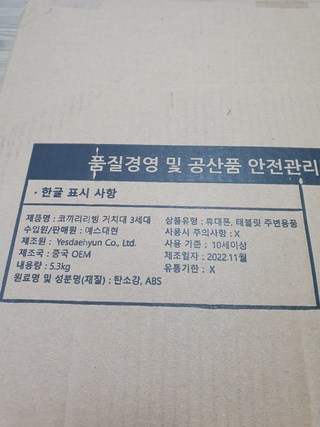 품질경영 및 공산품 안전관리
· 한글 표시 사항
제품명 : 코끼리리빙 거치대 3세대
수입원/판매원 : 예스대현
제조원 : Yesdaehyun Co., Ltd.
제조국 : 중국 OEM
내용량 : 5.3kg
원료명 및 성분명(재질) : 탄소강, ABS
상품유형 : 휴대폰, 태블릿 주변용품
사용시 주의사항 : X
사용 기준 : 10세이상
제조일자 : 2022.11월
유통기한 : X